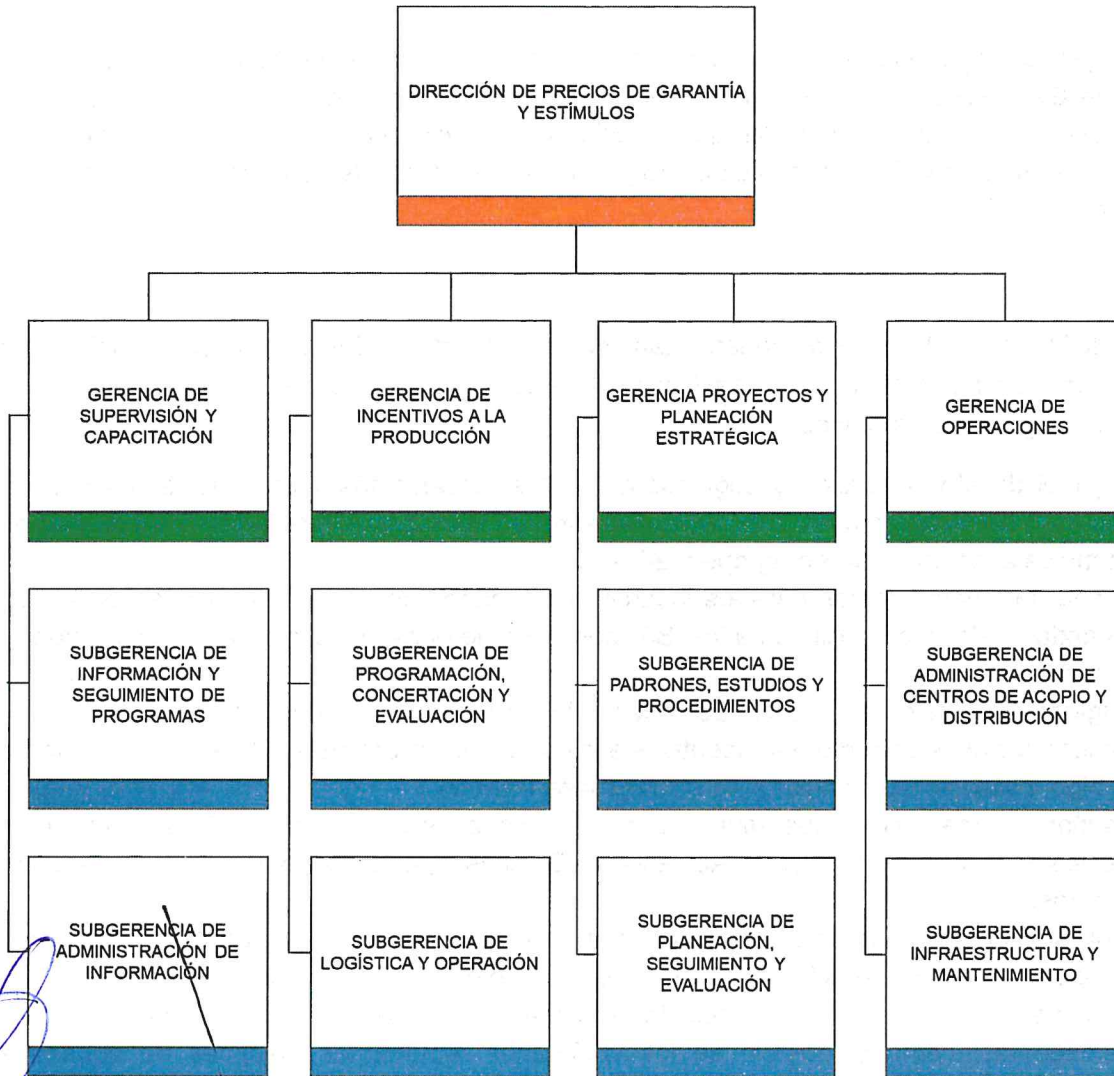 DIRECCIÓN DE PRECIOS DE GARANTÍA
Y ESTÍMULOS
GERENCIA DE
SUPERVISIÓN Y
CAPACITACIÓN
GERENCIA DE
INCENTIVOS A LA
PRODUCCIÓN
GERENCIA PROYECTOS Y
PLANEACIÓN
ESTRATÉGICA
GERENCIA DE
OPERACIONES
SUBGERENCIA DE
INFORMACIÓN Y
SEGUIMIENTO DE
PROGRAMAS
SUBGERENCIA DE
PROGRAMACIÓN,
CONCERTACIÓN Y
EVALUACIÓN
SUBGERENCIA DE
PADRONES, ESTUDIOS Y
PROCEDIMIENTOS
SUBGERENCIA DE
ADMINISTRACIÓN DE
CENTROS DE ACOPIO Y
DISTRIBUCIÓN
SUBGERENCIA DE
ADMINISTRACIÓN DE
INFORMACIÓN
SUBGERENCIA DE
LOGÍSTICA Y OPERACIÓN
SUBGERENCIA DE
PLANEACIÓN,
SEGUIMIENTO Y
EVALUACIÓN
SUBGERENCIA DE
INFRAESTRUCTURA Y
MANTENIMIENTO